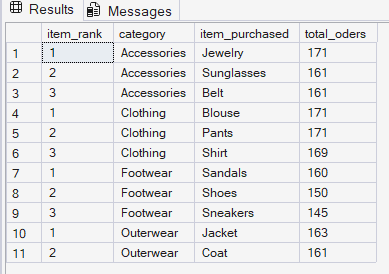 Results Messages
item_rank category item_purchased total_oders
1 1 Accessories Jewelry 171
2 2 Accessories Sunglasses 161
3 3 Accessories Belt 161
4 1 Clothing Blouse 171
5 2 Clothing Pants 171
6 3 Clothing Shirt 169
7 1 Footwear Sandals 160
8 2 Footwear Shoes 150
9 3 Footwear Sneakers 145
10 1 Outerwear Jacket 163
11 2 Outerwear Coat 161